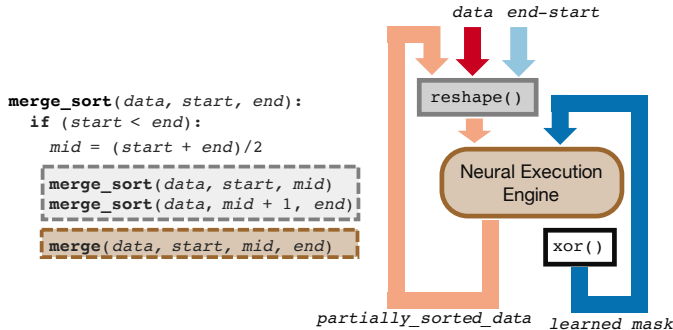 merge_sort(data, start, end):
if (start < end):
mid = (start + end)/2
merge_sort(data, start, mid)
merge_sort(data, mid + 1, end)
merge(data, start, mid, end)
data end-start
reshape()
Neural Execution
Engine
xor()
partially_sorted_data
learned mask